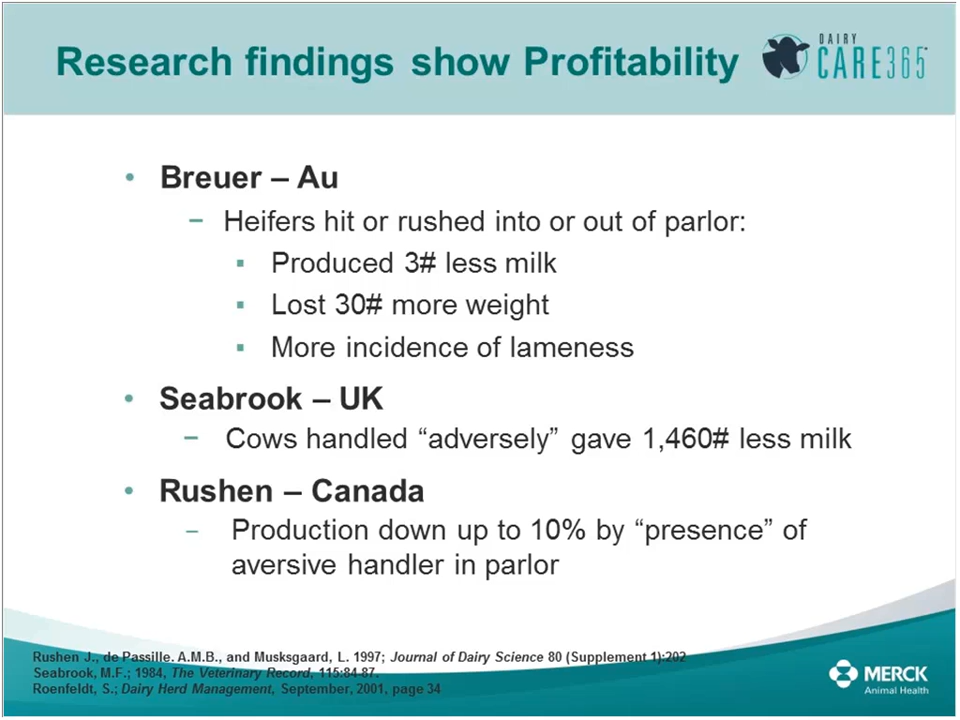 Research findings show Profitability
DAIRY
CARE365™
• Breuer – Au
– Heifers hit or rushed into or out of parlor:
▪ Produced 3# less milk
▪ Lost 30# more weight
▪ More incidence of lameness
• Seabrook – UK
– Cows handled “adversely” gave 1,460# less milk
• Rushen – Canada
– Production down up to 10% by “presence” of
aversive handler in parlor
Rushen J., de Passille. A.M.B., and Musksgaard, L. 1997; Journal of Dairy Science 80 (Supplement 1):202
Seabrook, M.F.; 1984, The Veterinary Record, 115:84-87.
Roenfeldt, S.; Dairy Herd Management, September, 2001, page 34
MERCK
Animal Health